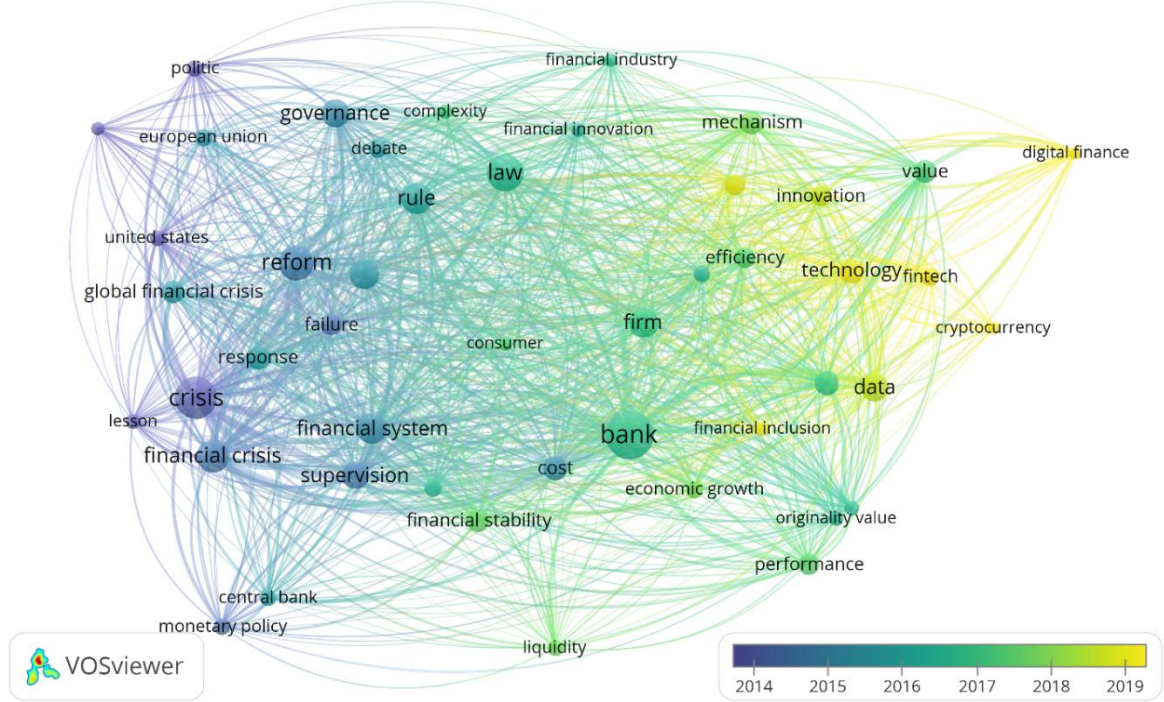 politic
financial industry
governance
complexity
european union
debate
financial innovation
mechanism
digital finance
law
value
rule
innovation
united states
reform
efficiency
technology
fintech
global financial crisis
failure
firm
cryptocurrency
response
consumer
crisis
data
lesson
financial system
bank
financial inclusion
financial crisis
supervision
cost
economic growth
financial stability
originality value
performance
central bank
monetary policy
liquidity
VOSviewer
2014 2015 2016 2017 2018 2019